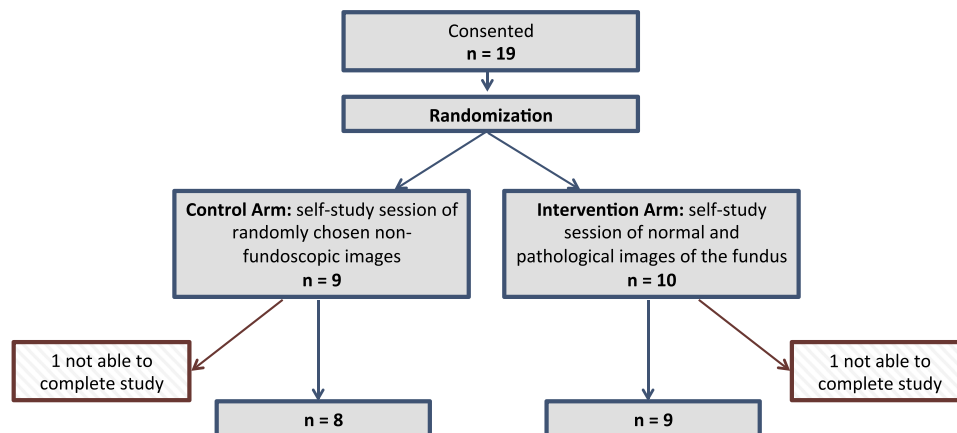 Consented
n = 19
Randomization
Control Arm: self-study session of
randomly chosen non-
fundoscopic images
n = 9
Intervention Arm: self-study
session of normal and
pathological images of the fundus
n = 10
1 not able to
complete study
1 not able to
complete study
n = 8
n = 9